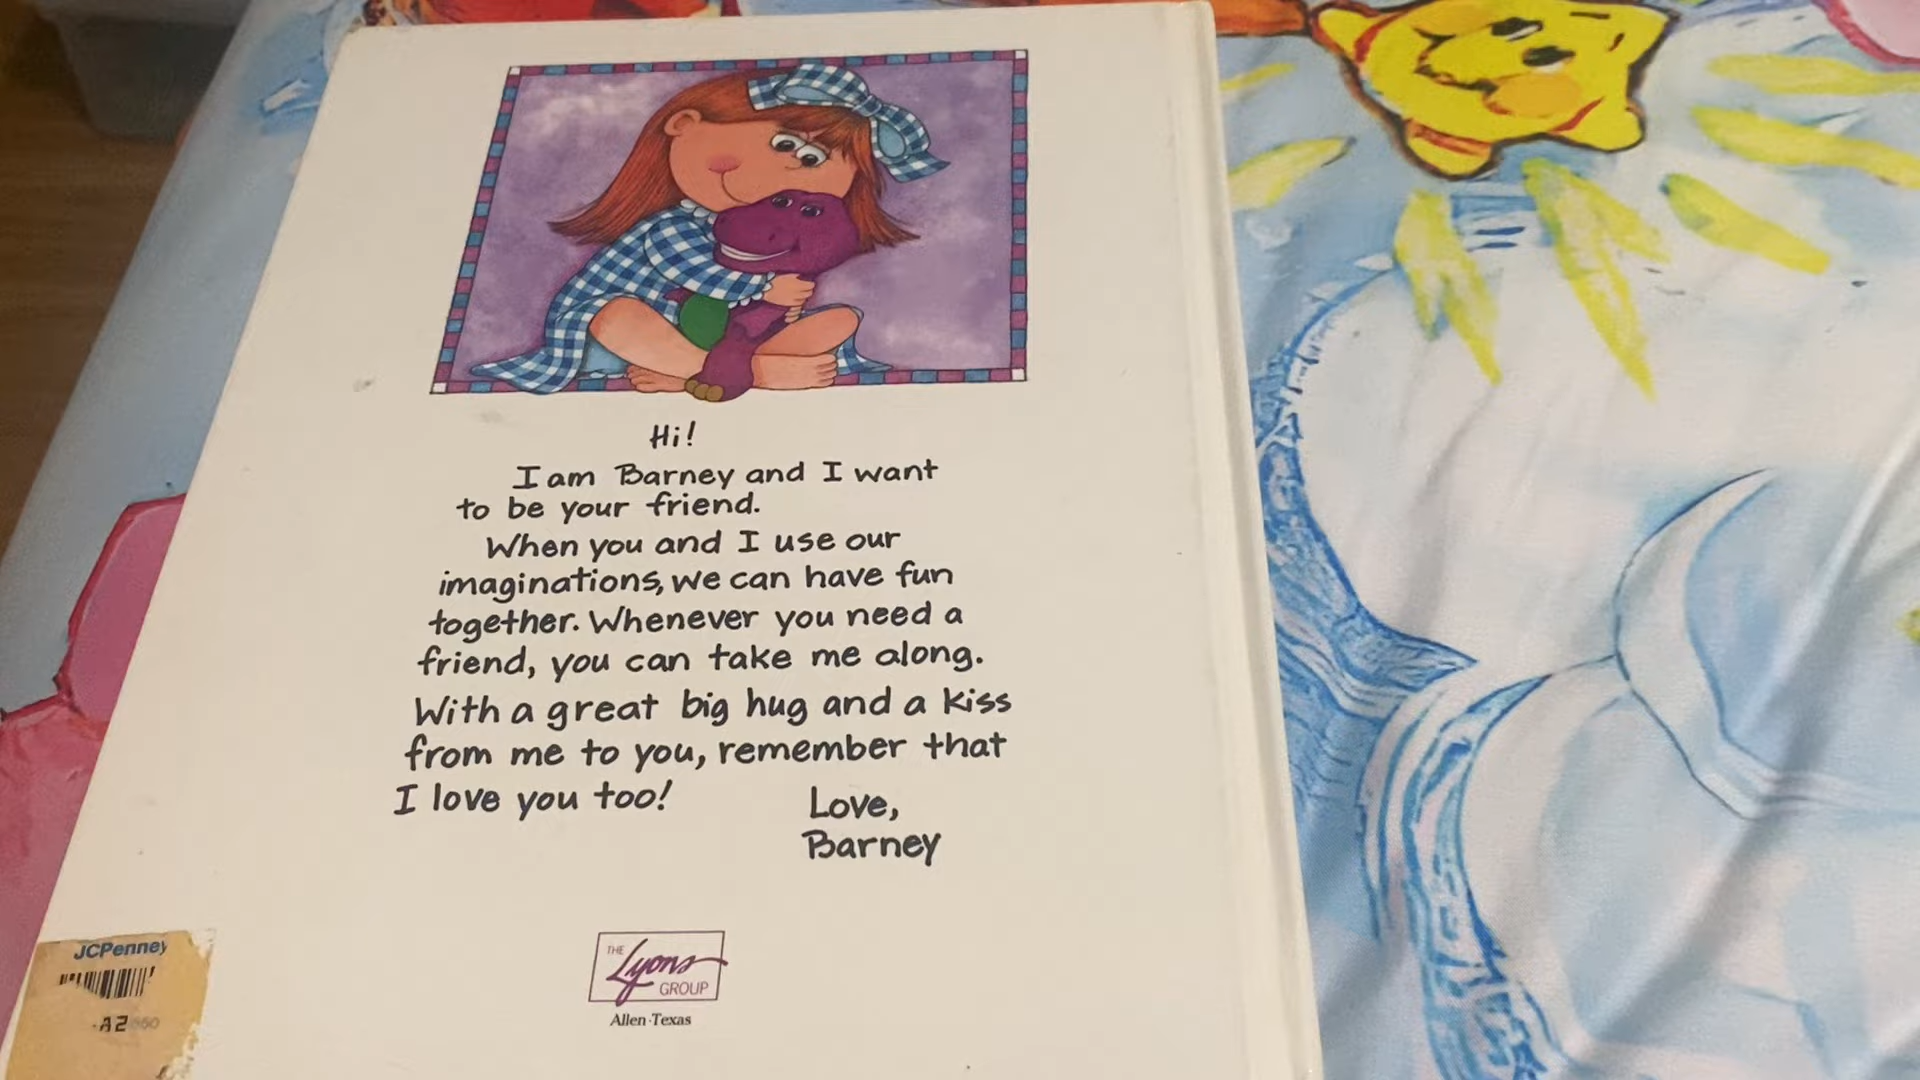 Hi!
I am Barney and I want
to be your friend.
When you and I use our
imaginations, we can have fun
together. Whenever you need a
friend, you can take me along.
With a great big hug and a kiss
from me to you, remember that
I love you too!
Love,
Barney
THE
Lyons
GROUP
Allen·Texas
JCPenney